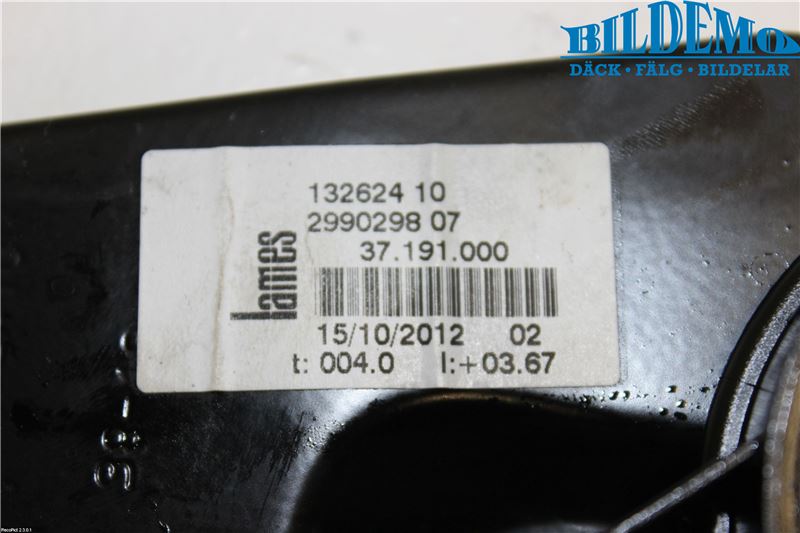 BILDEMO
DÄCK • FÄLG • BILDELAR
132624 10
2990298 07
37.191.000
lames
15/10/2012 02
t: 004.0 l:+03.67